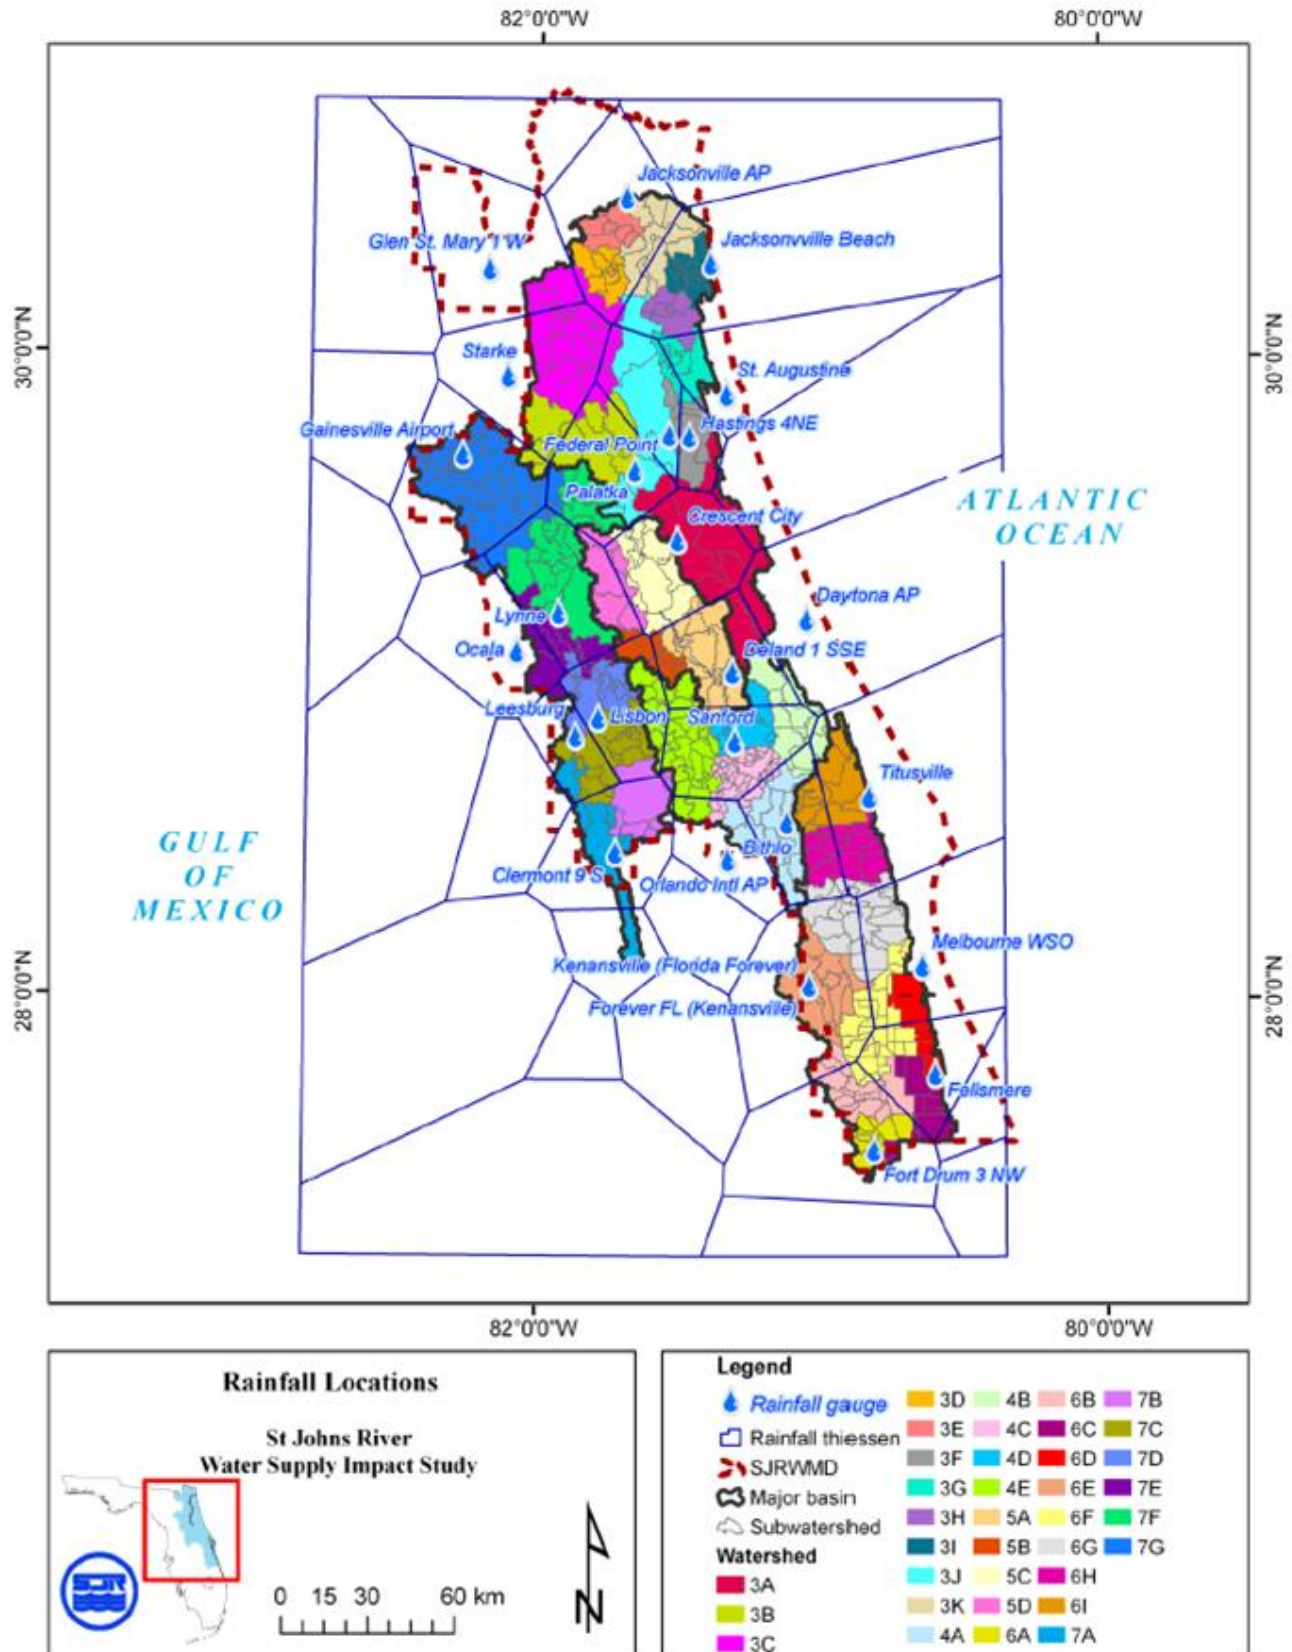 82°0'0"W
80°0'0"W
Jacksonville AP
Glen St. Mary 1 W
Jacksonvville Beach
30°0'0"N
30°0'0"N
Starke
St. Augustine
Gainesville Airport
Hastings 4NE
Federal Point
Palatka
ATLANTIC
OCEAN
Crescent City
Daytona AP
Lynne
Ocala
Deland 1 SSE
Leesburg
Lisbon
Sanford
Titusville
GULF
OF
MEXICO
Bithlo
Clermont 9 S
Orlando Intl AP
Melbourne WSO
Kenansville (Florida Forever)
28°0'0"N
28°0'0"N
Forever FL (Kenansville)
Fellsmere
Fort Drum 3 NW
82°0'0"W
80°0'0"W
Rainfall Locations
St Johns River
Water Supply Impact Study
SJR
0 15 30 60 km
N
Legend
Rainfall gauge
Rainfall thiessen
SJRWMD
Major basin
Subwatershed
Watershed
3A
3B
3C
3D
3E
3F
3G
3H
3I
3J
3K
4A
4B
4C
4D
4E
5A
5B
5C
5D
6A
6B
6C
6D
6E
6F
6G
6H
6I
7A
7B
7C
7D
7E
7F
7G